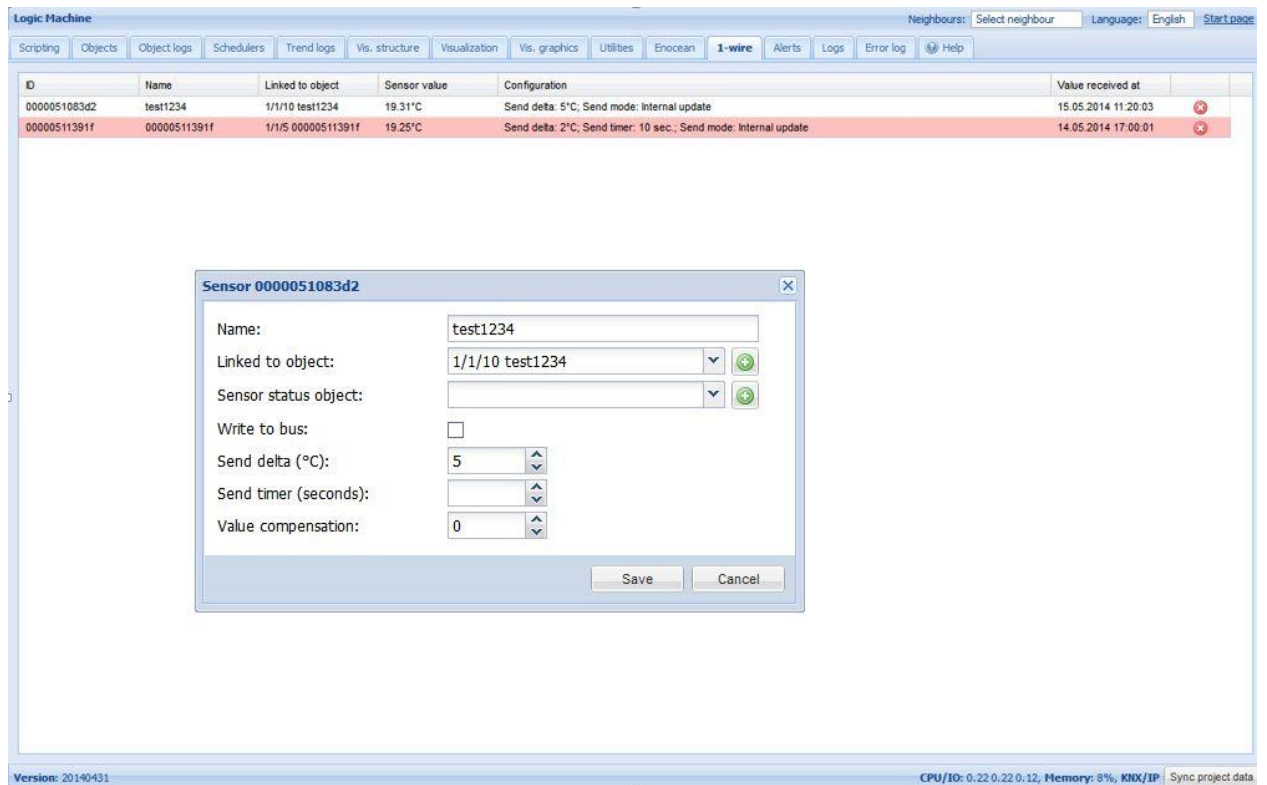 Logic Machine Neighbours: Select neighbour Language: English Start page
Scripting Objects Object logs Schedulers Trend logs Vis. structure Visualization Vis. graphics Utilities Enocean 1-wire Alerts Logs Error log Help
ID Name Linked to object Sensor value Configuration Value received at
0000051083d2 test1234 1/1/10 test1234 19.31°C Send delta: 5°C; Send mode: Internal update 15.05.2014 11:20:03
00000511391f 00000511391f 1/1/5 00000511391f 19.25°C Send delta: 2°C; Send timer: 10 sec.; Send mode: Internal update 14.05.2014 17:00:01
Sensor 0000051083d2
Name: test1234
Linked to object: 1/1/10 test1234
Sensor status object:
Write to bus:
Send delta (°C): 5
Send timer (seconds):
Value compensation: 0
Save Cancel
Version: 20140431 CPU/IO: 0.22 0.22 0.12, Memory: 8%, KNX/IP Sync project data